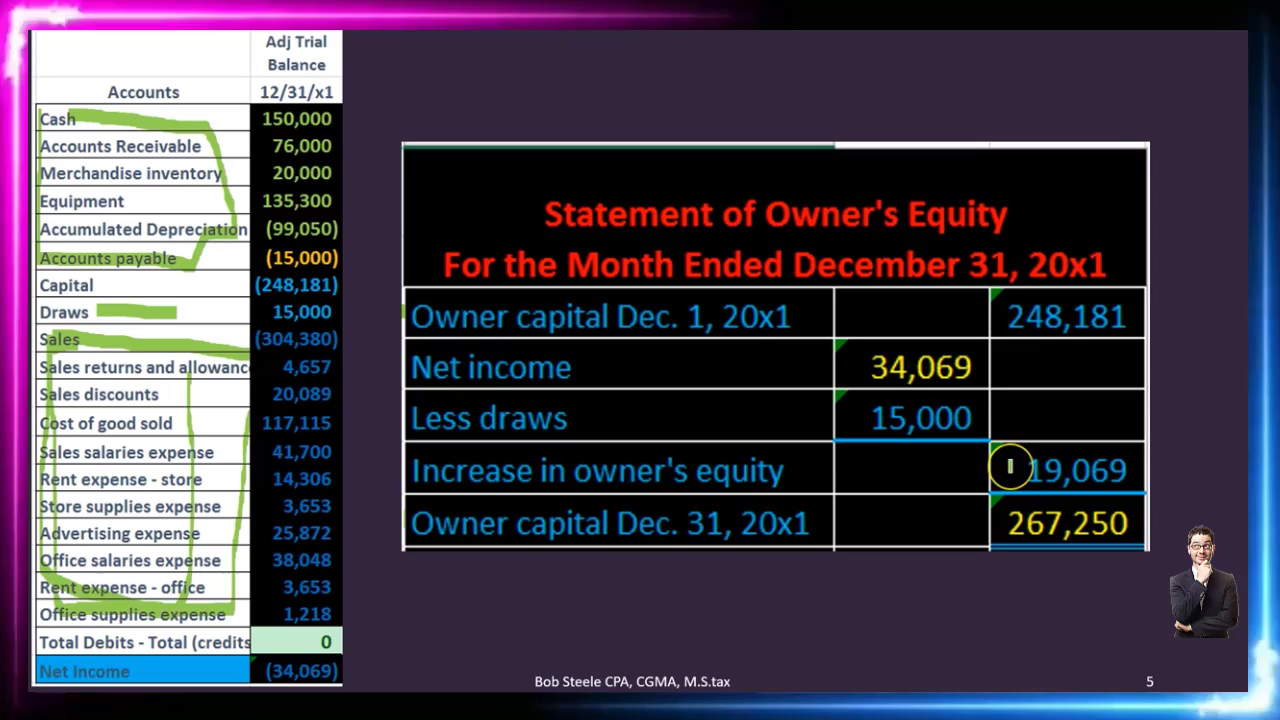 Adj Trial
Balance
Accounts 12/31/x1
Cash 150,000
Accounts Receivable 76,000
Merchandise inventory 20,000
Equipment 135,300
Accumulated Depreciation (99,050)
Accounts payable (15,000)
Capital (248,181)
Draws 15,000
Sales (304,380)
Sales returns and allowanc 4,657
Sales discounts 20,089
Cost of good sold 117,115
Sales salaries expense 41,700
Rent expense - store 14,306
Store supplies expense 3,653
Advertising expense 25,872
Office salaries expense 38,048
Rent expense - office 3,653
Office supplies expense 1,218
Total Debits - Total (credits 0
Net Income (34,069)
Statement of Owner's Equity
For the Month Ended December 31, 20x1
Owner capital Dec. 1, 20x1 248,181
Net income 34,069
Less draws 15,000
Increase in owner's equity 19,069
Owner capital Dec. 31, 20x1 267,250
Bob Steele CPA, CGMA, M.S.tax 5